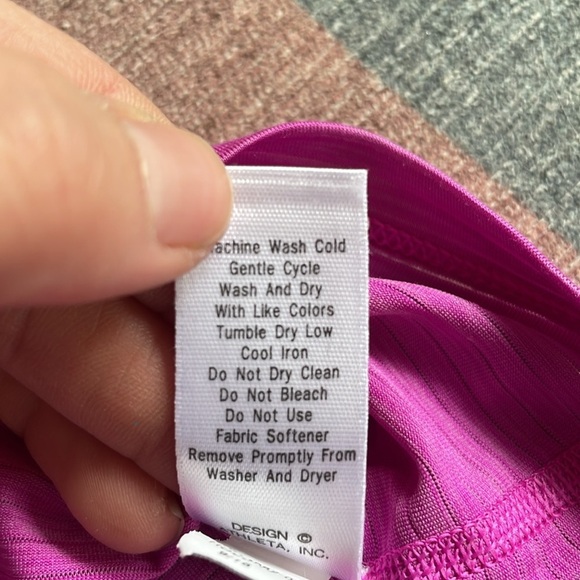 achine Wash Cold
Gentle Cycle
Wash And Dry
With Like Colors
Tumble Dry Low
Cool Iron
Do Not Dry Clean
Do Not Bleach
Do Not Use
Fabric Softener
Remove Promptly From
Washer And Dryer
DESIGN ©
THLETA, INC.